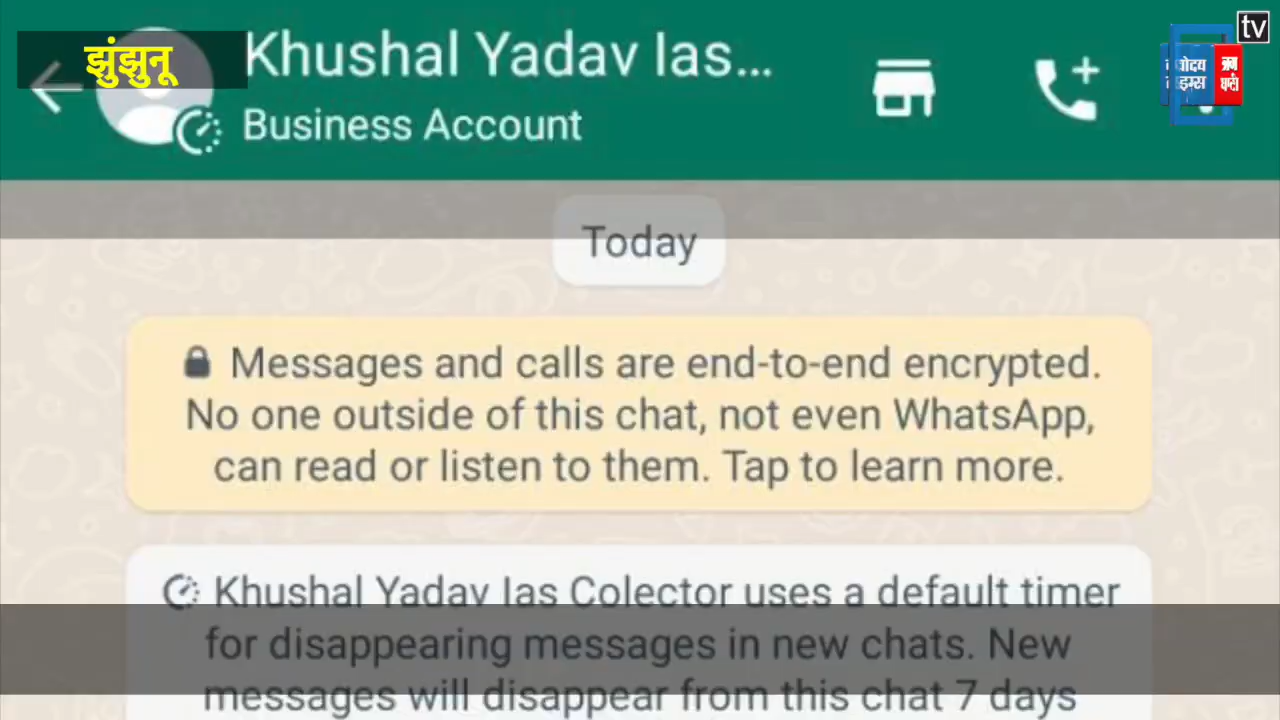 झुंझुनू
Khushal Yadav Ias...
Business Account
tv
Today
Messages and calls are end-to-end encrypted.
No one outside of this chat, not even WhatsApp,
can read or listen to them. Tap to learn more.
Khushal Yadav Ias Colector uses a default timer
for disappearing messages in new chats. New
messages will disappear from this chat 7 days